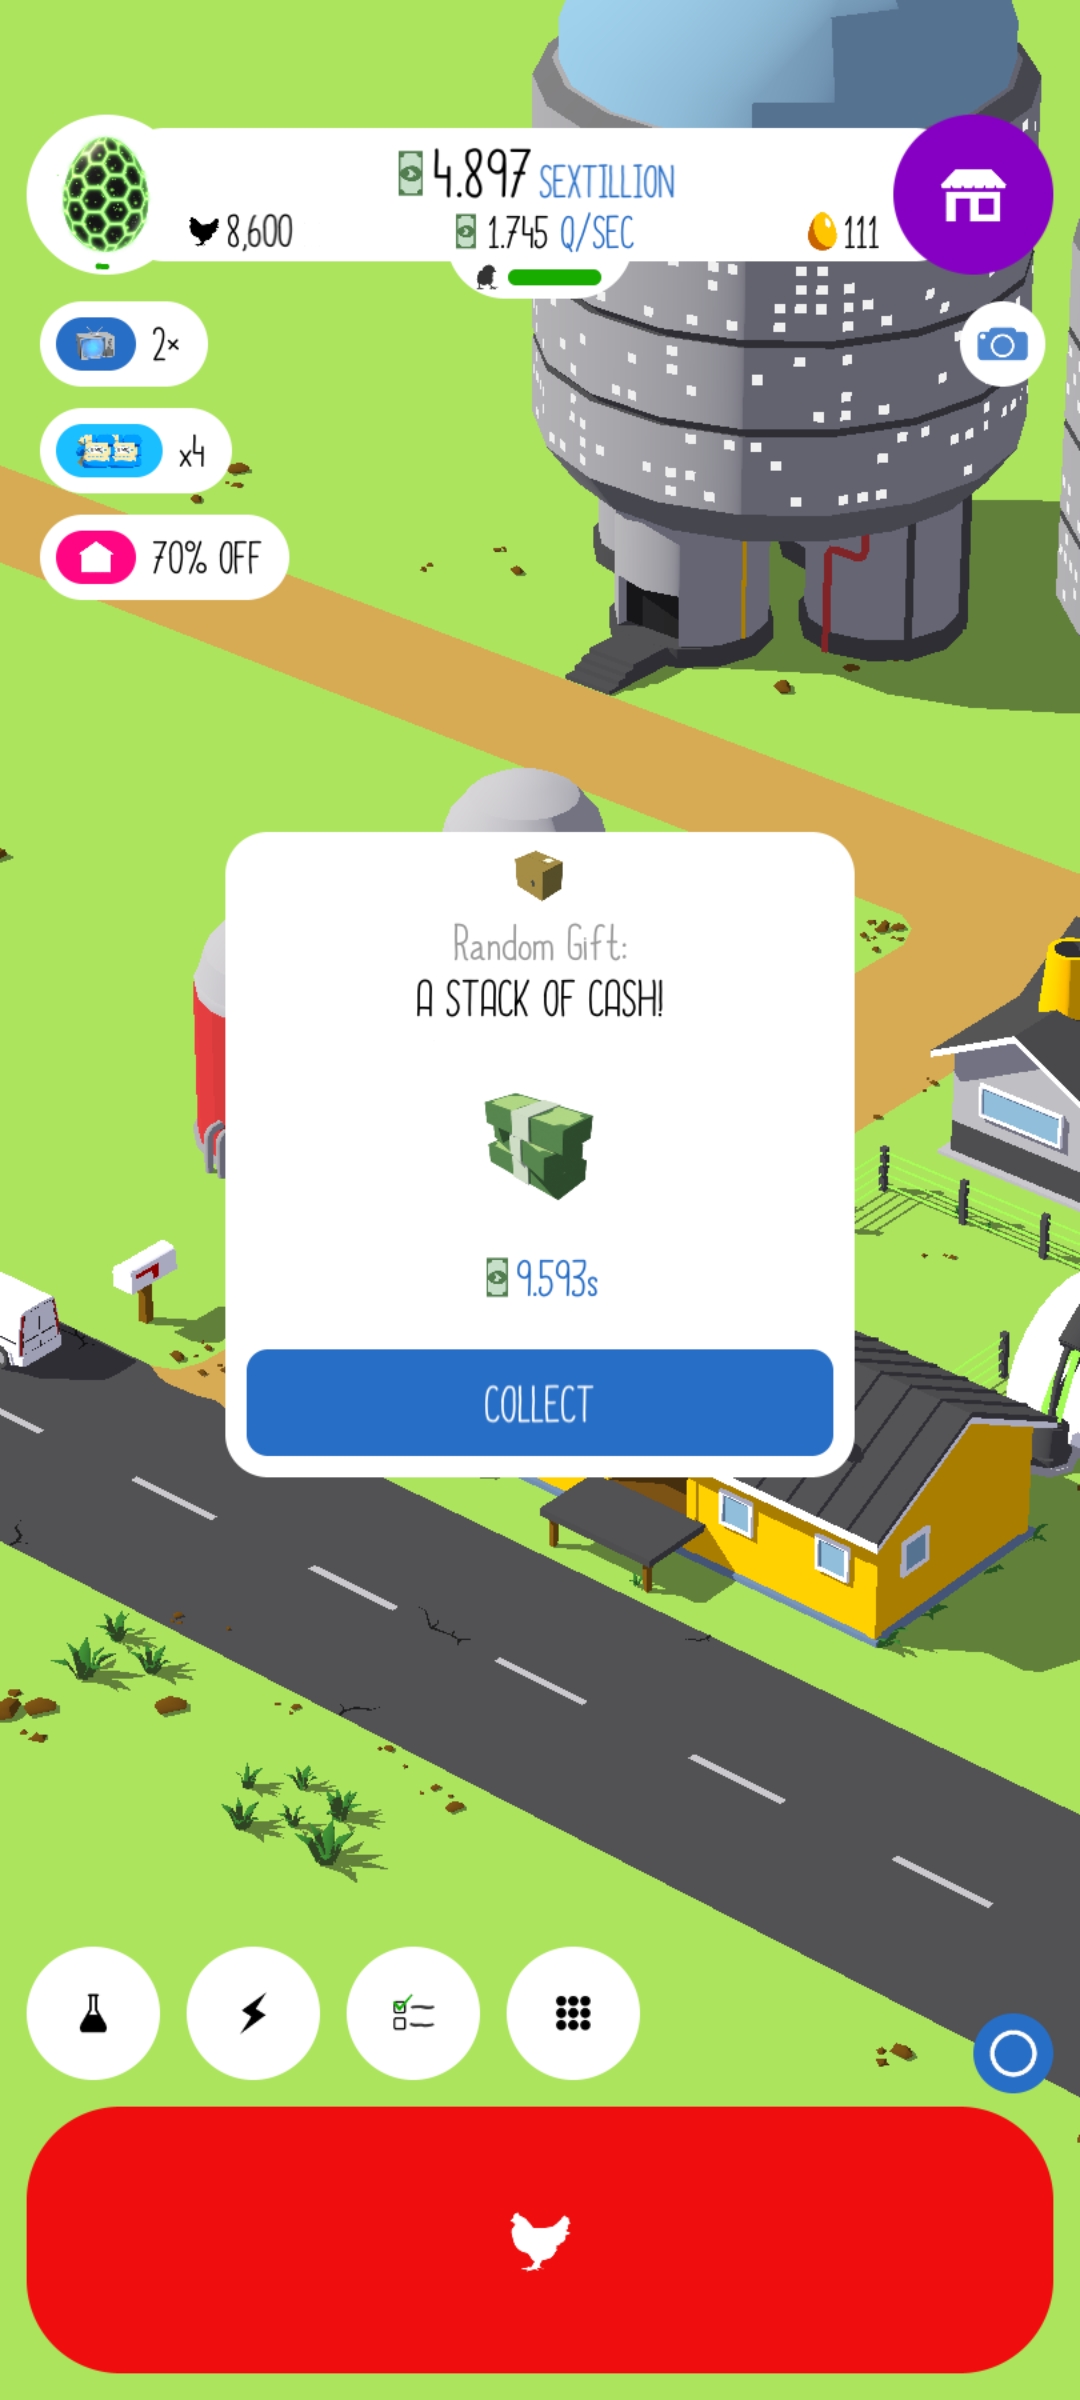 4.897 SEXTILLION
8,600
1.745 Q/SEC
111
2×
x4
70% OFF
Random Gift:
A STACK OF CASH!
9.593s
COLLECT